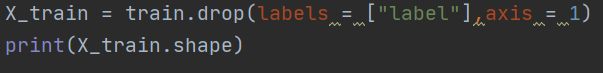 X_train = train.drop(labels = ["label"],axis = 1)
print(X_train.shape)